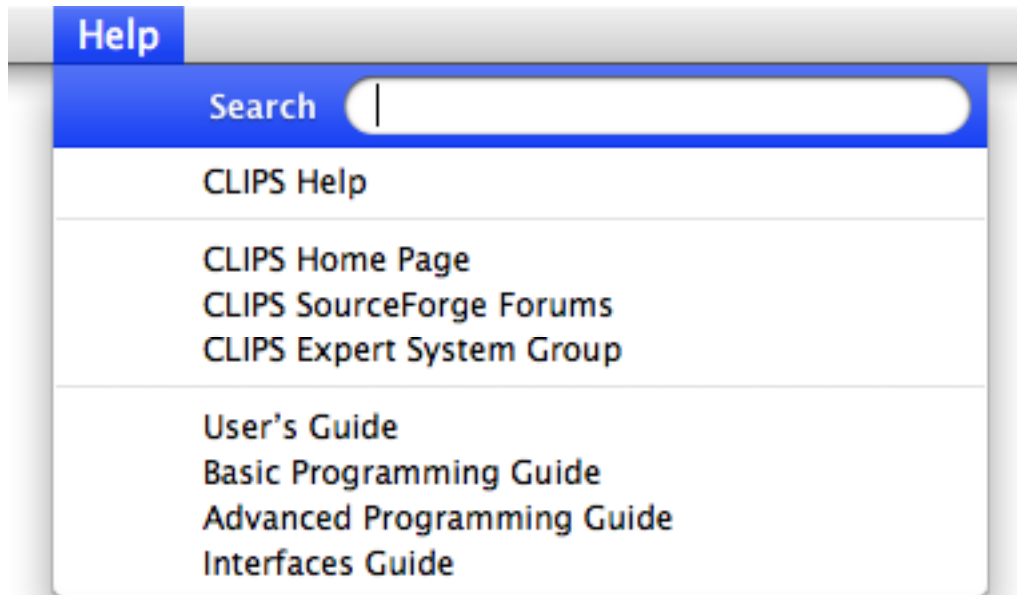 Help
Search
CLIPS Help
CLIPS Home Page
CLIPS SourceForge Forums
CLIPS Expert System Group
User’s Guide
Basic Programming Guide
Advanced Programming Guide
Interfaces Guide